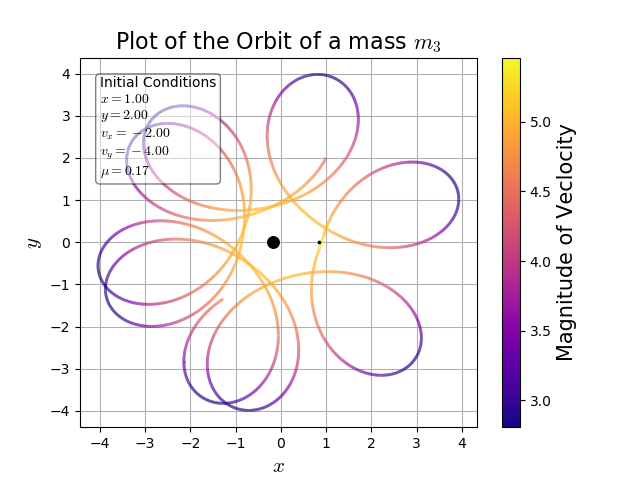 Plot of the Orbit of a mass m₃
Initial Conditions
x = 1.00
y = 2.00
vₓ = −2.00
v_y = −4.00
μ = 0.17
4
3
2
1
0
−1
−2
−3
−4
y
−4 −3 −2 −1 0 1 2 3 4
x
5.0
4.5
4.0
3.5
3.0
Magnitude of Veclocity